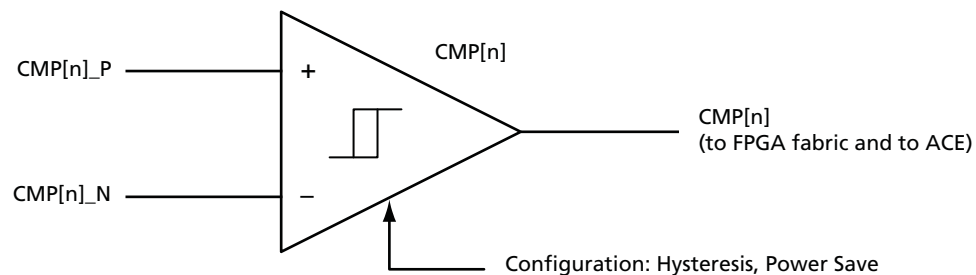 CMP[n]
CMP[n]_P
+
CMP[n]
(to FPGA fabric and to ACE)
CMP[n]_N
–
Configuration: Hysteresis, Power Save